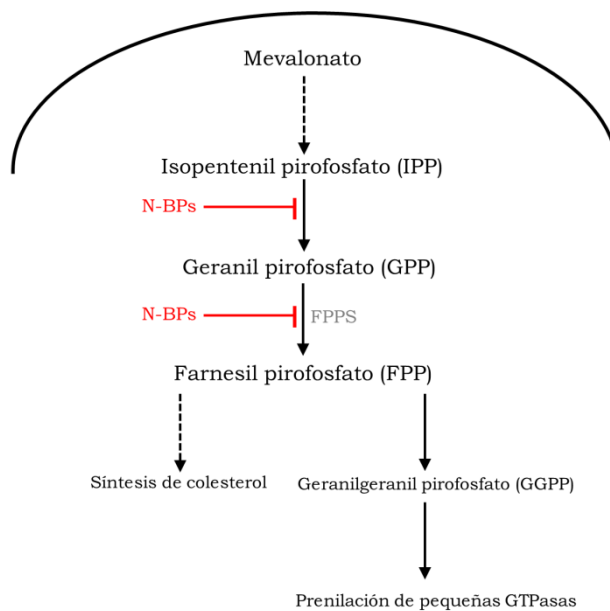 Mevalonato
Isopentenil pirofosfato (IPP)
N-BPs
Geranil pirofosfato (GPP)
N-BPs
FPPS
Farnesil pirofosfato (FPP)
Síntesis de colesterol
Geranilgeranil pirofosfato (GGPP)
Prenilación de pequeñas GTPasas